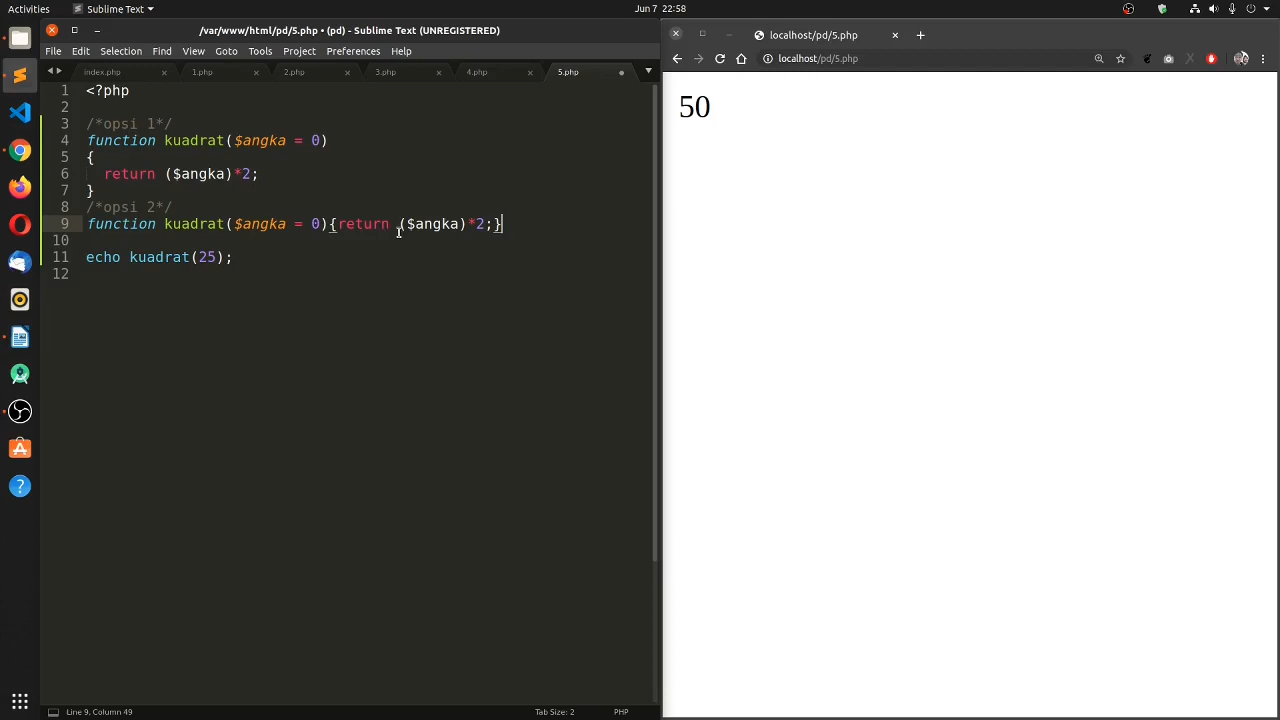 Activities
Sublime Text
Jun 7 22:58
/var/www/html/pd/5.php • (pd) - Sublime Text (UNREGISTERED)
File Edit Selection Find View Goto Tools Project Preferences Help
index.php
1.php
2.php
3.php
4.php
5.php
1 <?php
2
3 /*opsi 1*/
4 function kuadrat($angka = 0)
5 {
6 return ($angka)*2;
7 }
8 /*opsi 2*/
9 function kuadrat($angka = 0){return ($angka)*2;}
10
11 echo kuadrat(25);
12
Line 9, Column 49
Tab Size: 2
PHP
localhost/pd/5.php
localhost/pd/5.php
50